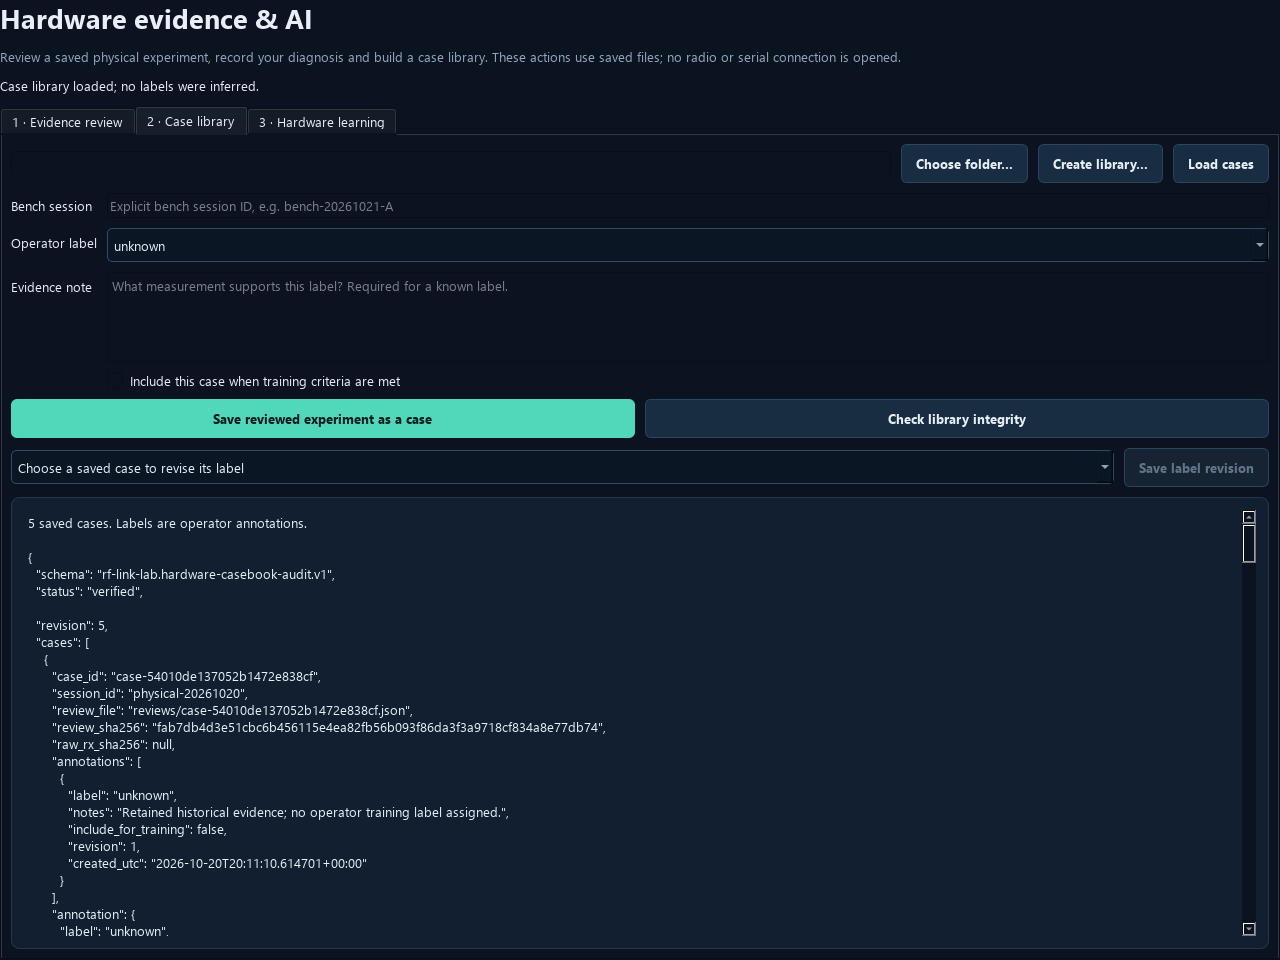 Hardware evidence & AI
Review a saved physical experiment, record your diagnosis and build a case library. These actions use saved files; no radio or serial connection is opened.
Case library loaded; no labels were inferred.
1 · Evidence review
2 · Case library
3 · Hardware learning
Choose folder...
Create library...
Load cases
Bench session
Explicit bench session ID, e.g. bench-20261021-A
Operator label
unknown
Evidence note
What measurement supports this label? Required for a known label.
Include this case when training criteria are met
Save reviewed experiment as a case
Check library integrity
Choose a saved case to revise its label
Save label revision
5 saved cases. Labels are operator annotations.
{
"schema": "rf-link-lab.hardware-casebook-audit.v1",
"status": "verified",
"revision": 5,
"cases": [
{
"case_id": "case-54010de137052b1472e838cf",
"session_id": "physical-20261020",
"review_file": "reviews/case-54010de137052b1472e838cf.json",
"review_sha256": "fab7db4d3e51cbc6b456115e4ea82fb56b093f86da3f3a9718cf834a8e77db74",
"raw_rx_sha256": null,
"annotations": [
{
"label": "unknown",
"notes": "Retained historical evidence; no operator training label assigned.",
"include_for_training": false,
"revision": 1,
"created_utc": "2026-10-20T20:11:10.614701+00:00"
}
],
"annotation": {
"label": "unknown",